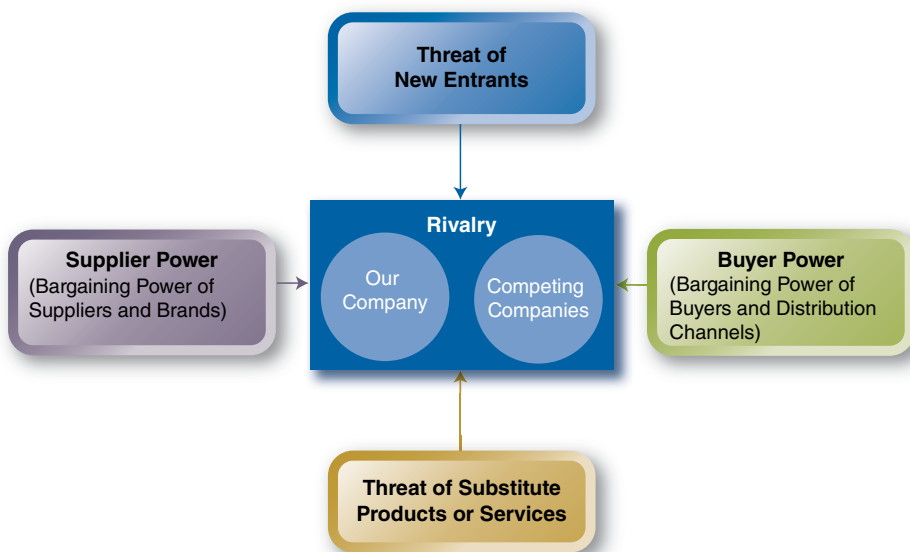 Threat of
New Entrants
Rivalry
Supplier Power
(Bargaining Power of
Suppliers and Brands)
Our
Company
Competing
Companies
Buyer Power
(Bargaining Power of
Buyers and Distribution
Channels)
Threat of Substitute
Products or Services